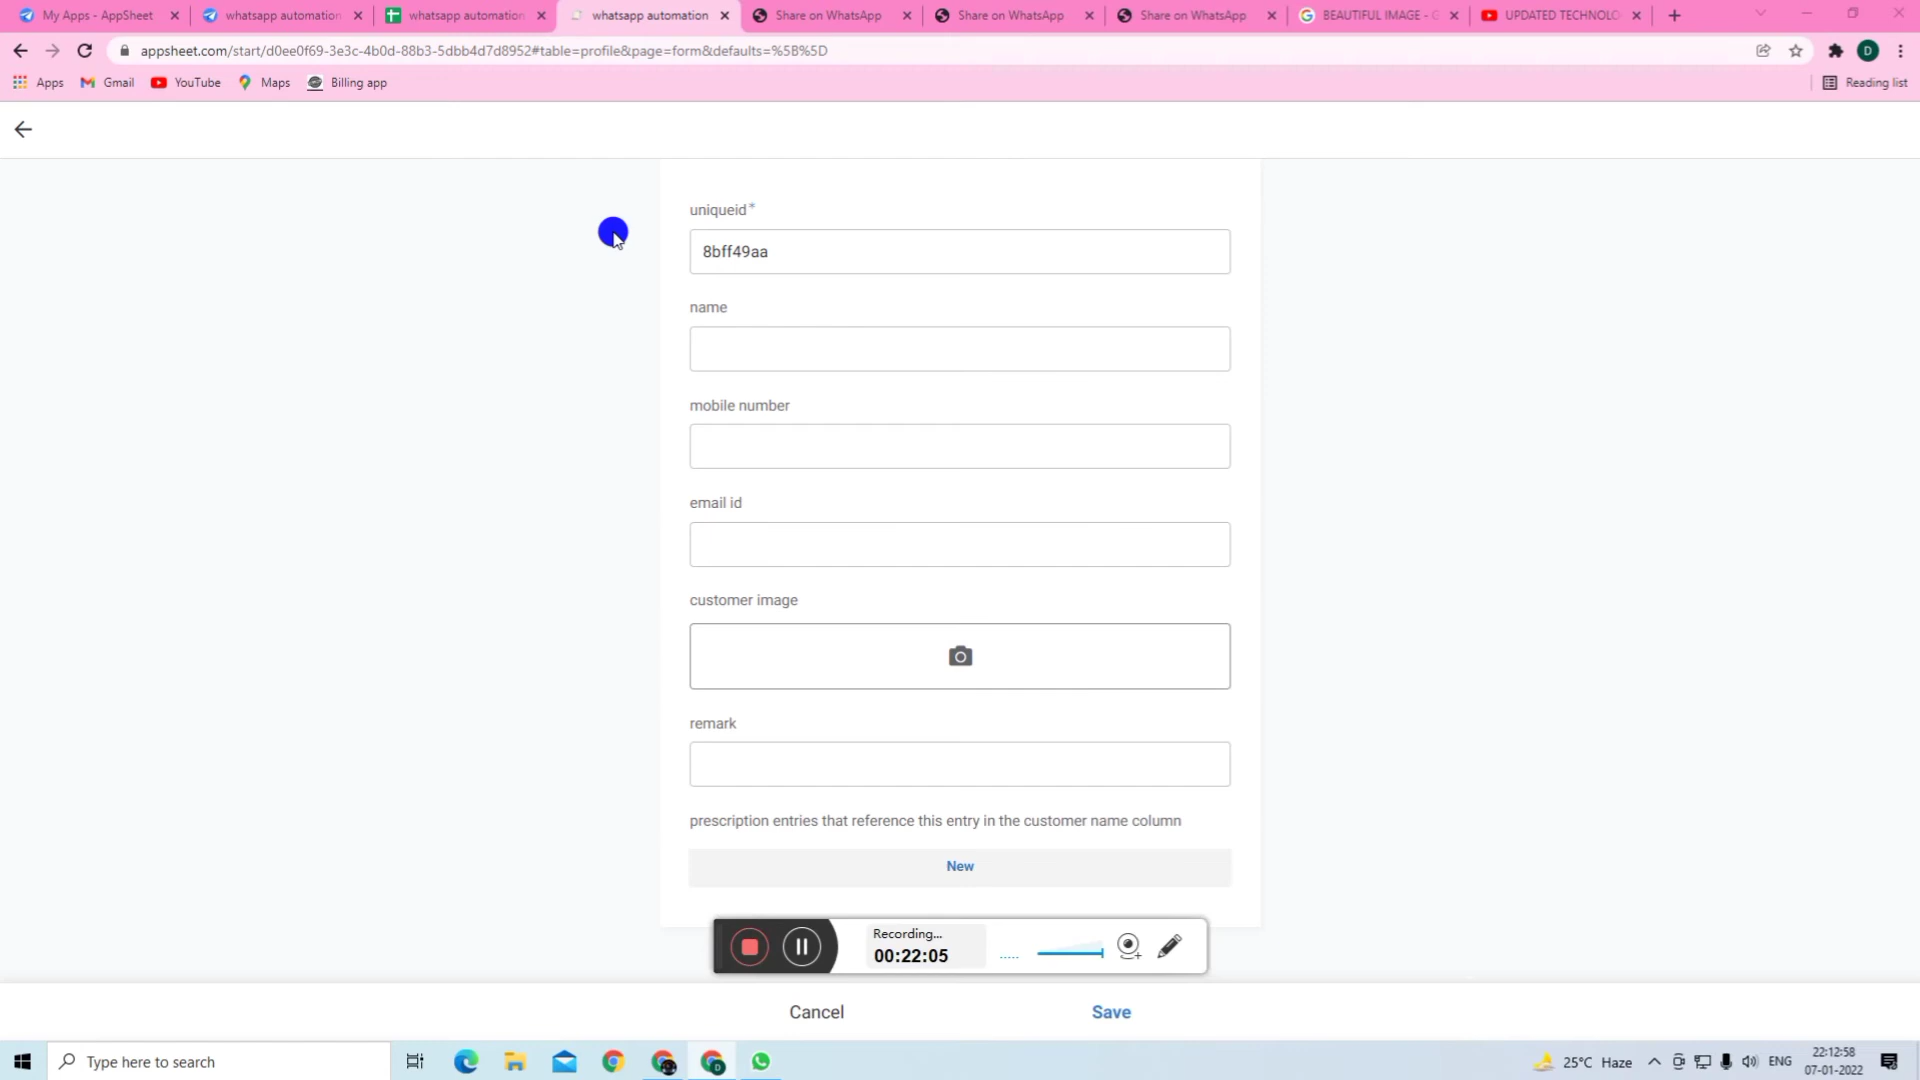 My Apps - AppSheet
whatsapp automation
whatsapp automation
whatsapp automation
Share on WhatsApp
Share on WhatsApp
Share on WhatsApp
BEAUTIFUL IMAGE - G
UPDATED TECHNOLO
appsheet.com/start/d0ee0f69-3e3c-4b0d-88b3-5dbb4d7d8952#table=profile&page=form&defaults=%5B%5D
D
Apps
Gmail
YouTube
Maps
Billing app
Reading list
uniqueid*
8bff49aa
name
mobile number
email id
customer image
remark
prescription entries that reference this entry in the customer name column
New
Recording...
00:22:05
Cancel
Save
Type here to search
25°C Haze
ENG
22:12:58
07-01-2022